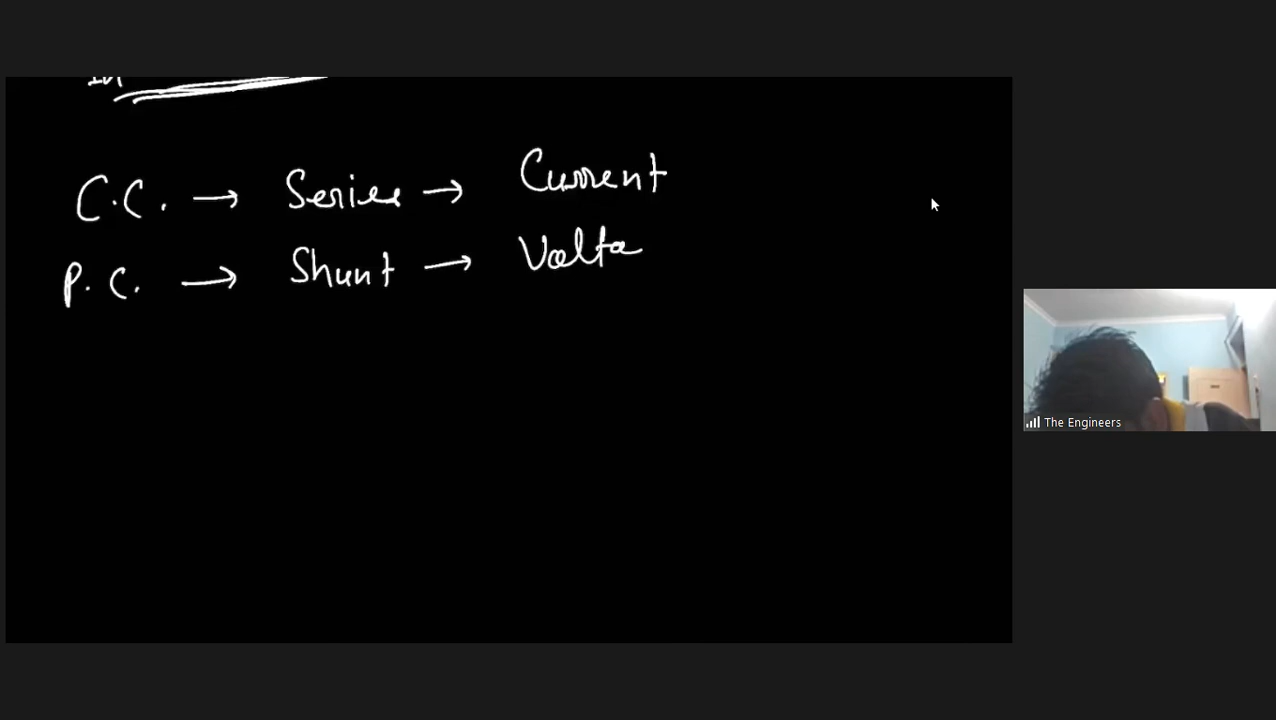 C.C. → Series → Current
P.C. → Shunt → Volta
The Engineers